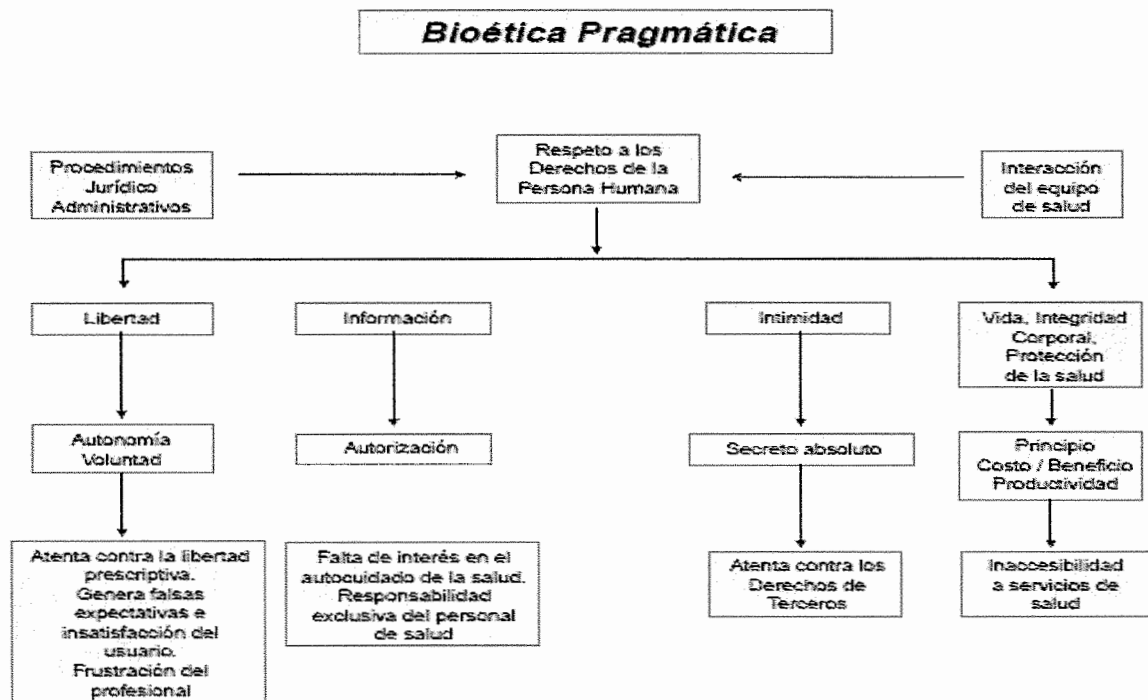 Bioética Pragmática
Procedimientos
Jurídico
Administrativos
Respeto a los
Derechos de la
Persona Humana
Interacción
del equipo
de salud
Libertad
Información
Intimidad
Vida, Integridad
Corporal,
Protección
de la salud
Autonomía
Voluntad
Autorización
Secreto absoluto
Principio
Costo / Beneficio
Productividad
Atenta contra la libertad
prescriptiva.
Genera falsas
expectativas e
insatisfacción del
usuario.
Frustración del
profesional
Falta de interés en el
autocuidado de la salud.
Responsabilidad
exclusiva del personal
de salud
Atenta contra los
Derechos de
Terceros
Inaccesibilidad
a servicios de
salud